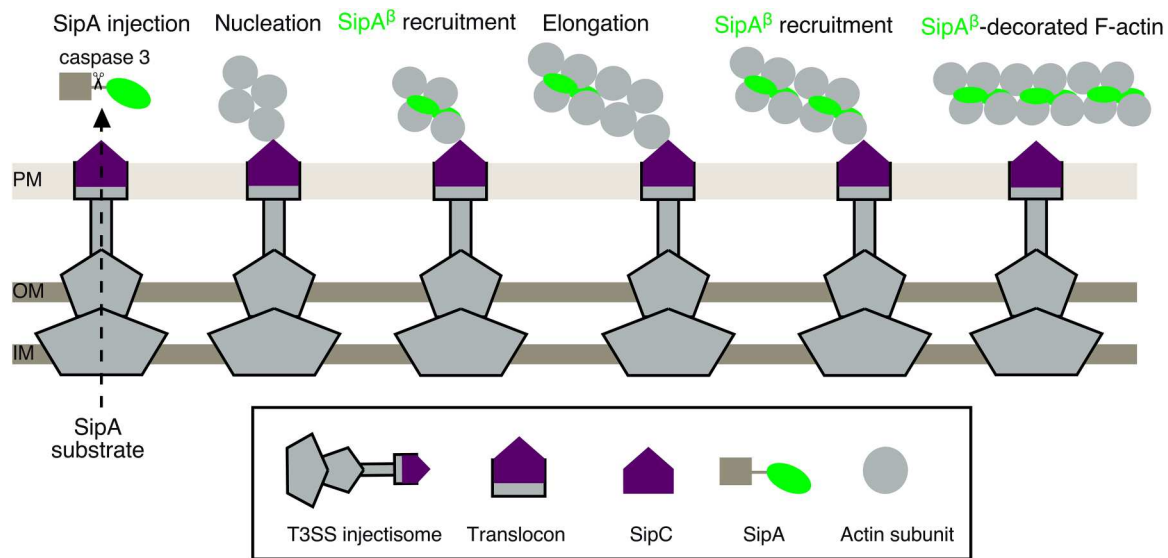 SipA injection
caspase 3
Nucleation
SipAᵝ recruitment
Elongation
SipAᵝ recruitment
SipAᵝ-decorated F-actin
PM
OM
IM
SipA
substrate
T3SS injectisome
Translocon
SipC
SipA
Actin subunit